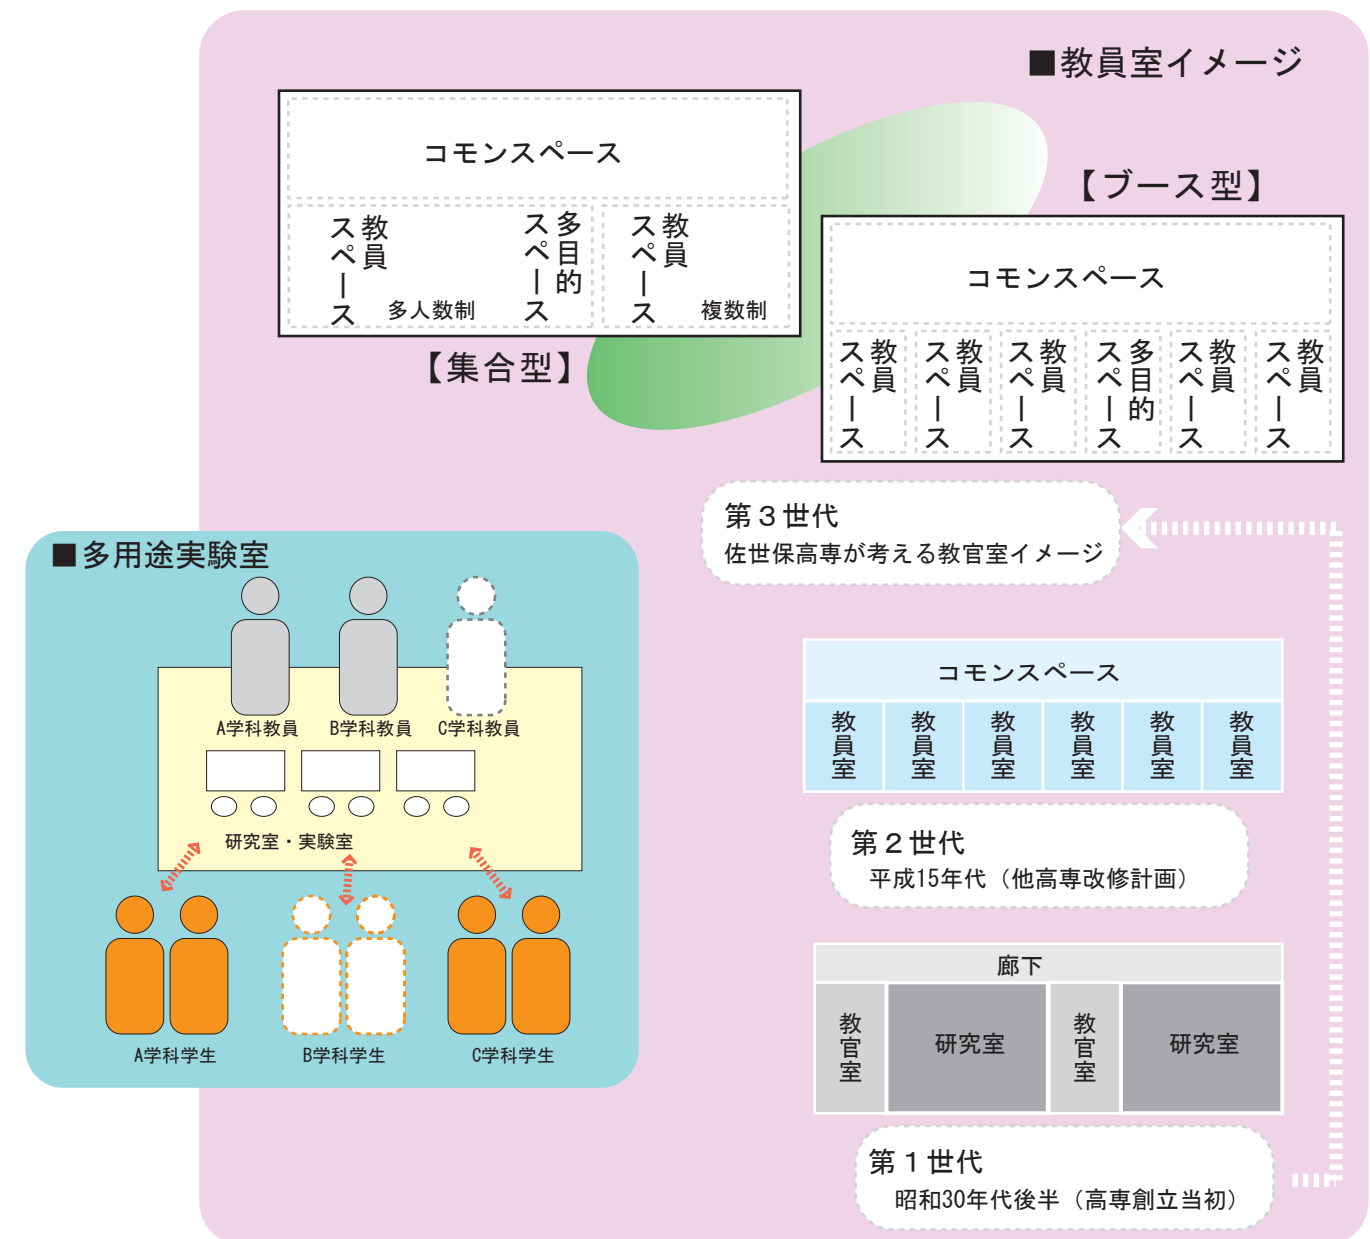 ■教員室イメージ
コモンスペース
教員
スペース
多人数制
多目的
スペース
教員
スペース
複数制
【集合型】
【ブース型】
コモンスペース
教員
スペース
教員
スペース
教員
スペース
多目的
スペース
教員
スペース
教員
スペース
第３世代
佐世保高専が考える教官室イメージ
コモンスペース
教員室
教員室
教員室
教員室
教員室
教員室
第２世代
平成15年代（他高専改修計画）
廊下
教官室
研究室
教官室
研究室
第１世代
昭和30年代後半（高専創立当初）
■多用途実験室
A学科教員
B学科教員
C学科教員
研究室・実験室
A学科学生
B学科学生
C学科学生